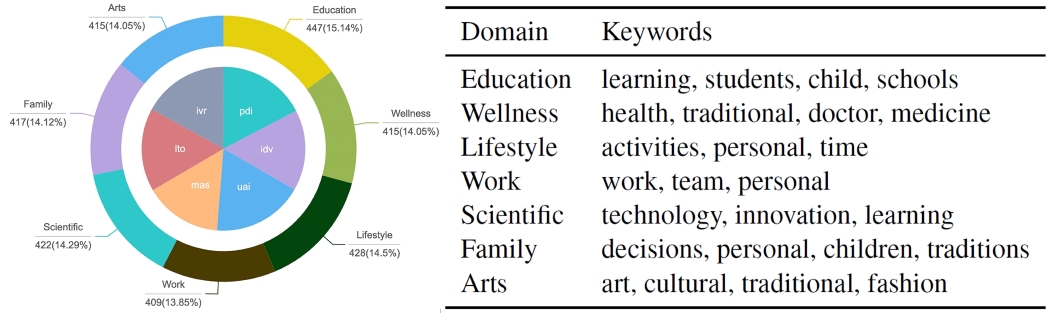 Arts
415(14.05%)
Education
447(15.14%)
Family
417(14.12%)
Wellness
415(14.05%)
ivr
pdi
lto
idv
mas
uai
Scientific
422(14.29%)
Lifestyle
428(14.5%)
Work
409(13.85%)
Domain Keywords
Education learning, students, child, schools
Wellness health, traditional, doctor, medicine
Lifestyle activities, personal, time
Work work, team, personal
Scientific technology, innovation, learning
Family decisions, personal, children, traditions
Arts art, cultural, traditional, fashion